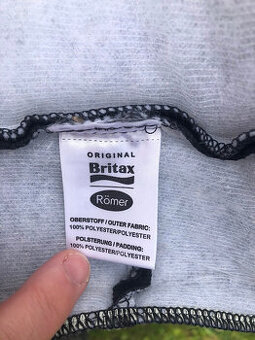 ORIGINAL
Britax
Römer
OBERSTOFF / OUTER FABRIC:
100% POLYESTER/POLYESTER
POLSTERUNG / PADDING:
100% POLYESTER/POLYESTER